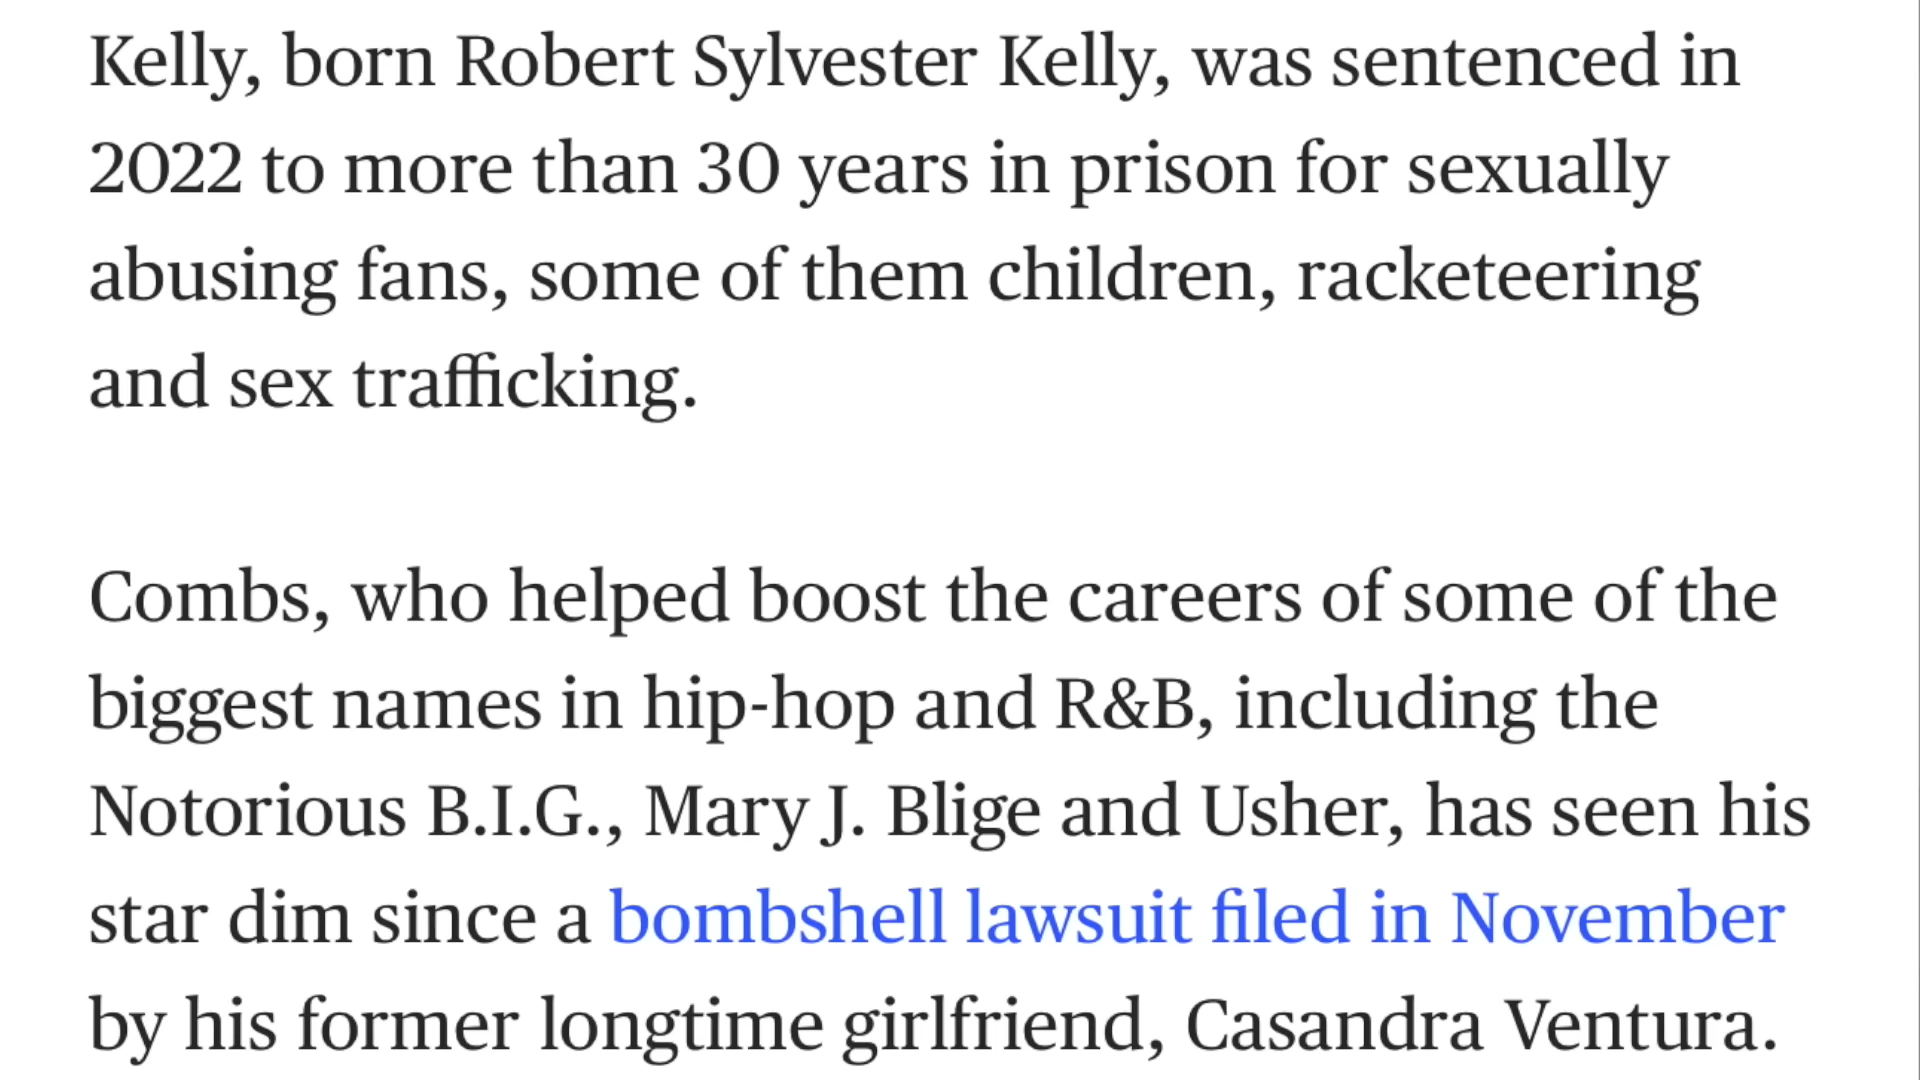 Kelly, born Robert Sylvester Kelly, was sentenced in
2022 to more than 30 years in prison for sexually
abusing fans, some of them children, racketeering
and sex trafficking.
Combs, who helped boost the careers of some of the
biggest names in hip-hop and R&B, including the
Notorious B.I.G., Mary J. Blige and Usher, has seen his
star dim since a bombshell lawsuit filed in November
by his former longtime girlfriend, Casandra Ventura.